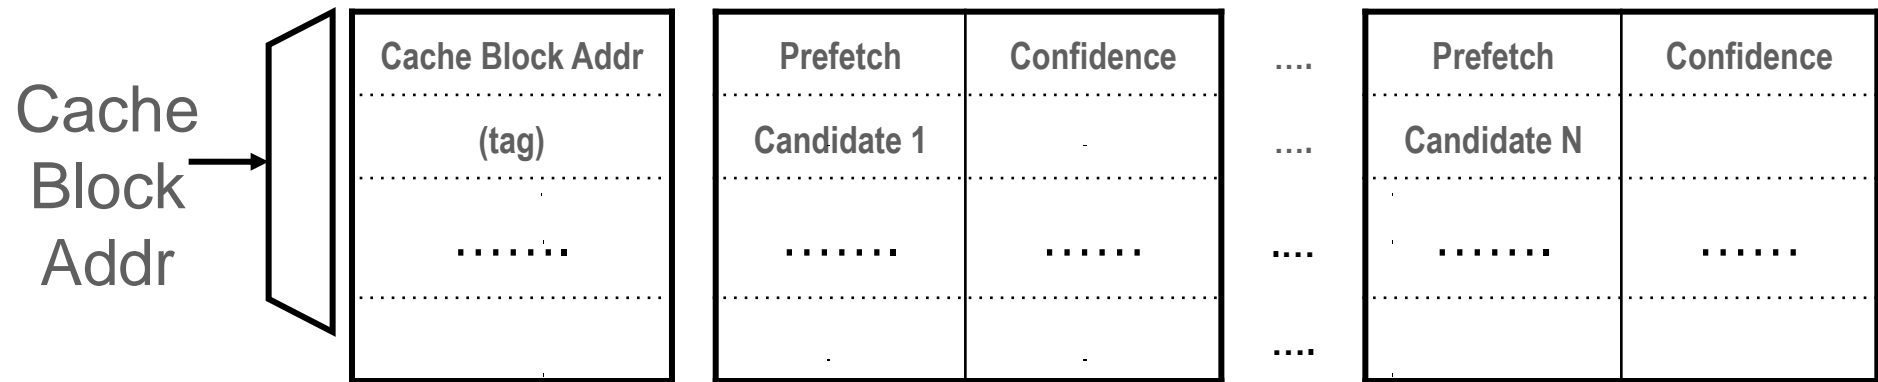 Cache
Block
Addr
Cache Block Addr Prefetch Confidence .... Prefetch Confidence
(tag) Candidate 1 .... Candidate N
....... ....... ...... .... ....... ......
....